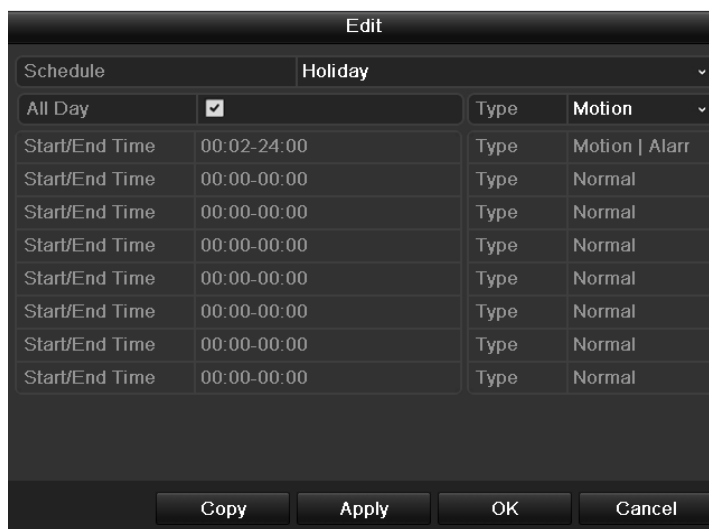 Edit
Schedule Holiday
All Day Type Motion
Start/End Time 00:02-24:00 Type Motion | Alarr
Start/End Time 00:00-00:00 Type Normal
Start/End Time 00:00-00:00 Type Normal
Start/End Time 00:00-00:00 Type Normal
Start/End Time 00:00-00:00 Type Normal
Start/End Time 00:00-00:00 Type Normal
Start/End Time 00:00-00:00 Type Normal
Start/End Time 00:00-00:00 Type Normal
Copy Apply OK Cancel